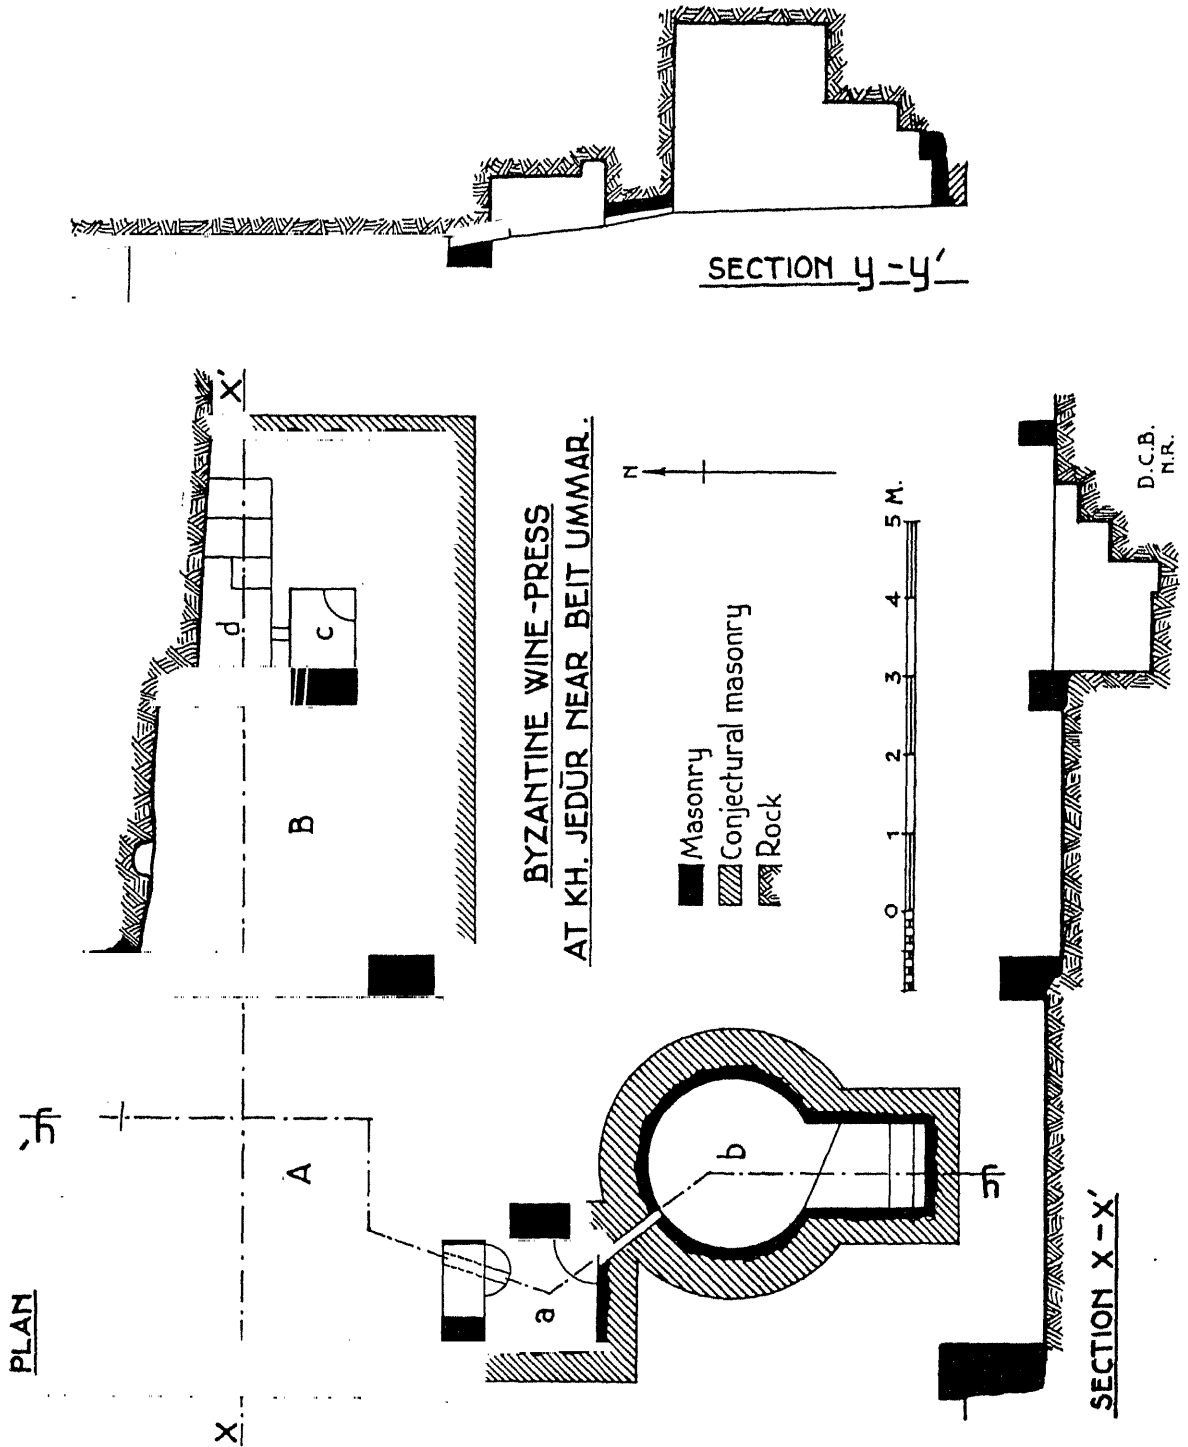 SECTION y-y′
PLAN
X
X′
y′
A
B
a
b
c
d
y
BYZANTINE WINE-PRESS
AT KH. JEDŪR NEAR BEIT UMMAR.
N
Masonry
Conjectural masonry
Rock
0 1 2 3 4 5 M.
SECTION X-X′
D.C.B.
N.R.